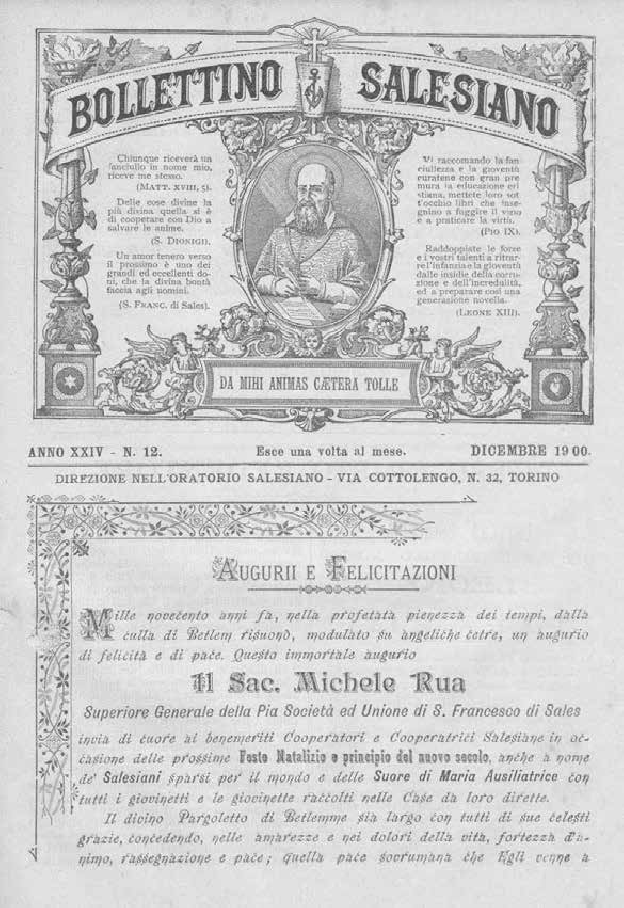 BOLLETTINO SALESIANO
Chiunque riceverà un
fanciullo in nome mio,
riceve me stesso.
(MATT. XVIII, 5).
Delle cose divine la
più divina quella si è
di cooperare con Dio a
salvare le anime.
(S. DIONIGI).
Un amor tenero verso
il prossimo è uno dei
grandi ed eccellenti do-
ni, che la divina bontà
faccia agli uomini.
(S. FRANC. di Sales).
Vi raccomando la fan-
ciullezza e la gioventù
curatene con gran pre
mura la educazione cri
stiana, mettete loro sot
t'occhio libri che inse-
gnino a fuggire il vizio
e a praticare la virtù.
(PIO IX).
Raddoppiate le forze
e i vostri talenti a ritrar-
re l'infanzia e la gioventù
dalle insidie della corru-
zione e dell'incredulità,
ed a preparare così una
generazione novella.
(LEONE XIII).
DA MIHI ANIMAS CÆTERA TOLLE
ANNO XXIV - N. 12. Esce una volta al mese. DICEMBRE 1900.
DIREZIONE NELL'ORATORIO SALESIANO - VIA COTTOLENGO, N. 32, TORINO
AUGURII E FELICITAZIONI
Mille novecento anni fa, nella profetata pienezza dei tempi, dalla
culla di Betlem risuonò, modulato su angeliche cetre, un augurio
di felicità e di pace. Questo immortale augurio
Il Sac. Michele Rua
Superiore Generale della Pia Società ed Unione di S. Francesco di Sales
invia di cuore ai benemeriti Cooperatori e Cooperatrici Salesiane in oc-
casione delle prossime Feste Natalizie e principio del nuovo secolo, anche a nome
de' Salesiani sparsi per il mondo e delle Suore di Maria Ausiliatrice con
tutti i giovinetti e le giovinette raccolti nelle Case da loro dirette.
Il divino Pargoletto di Betlemme sia largo con tutti di sue celesti
grazie, concedendo, nelle amarezze e nei dolori della vita, fortezza d'a-
nimo, rassegnazione e pace; quella pace sovrumana che Egli venne a